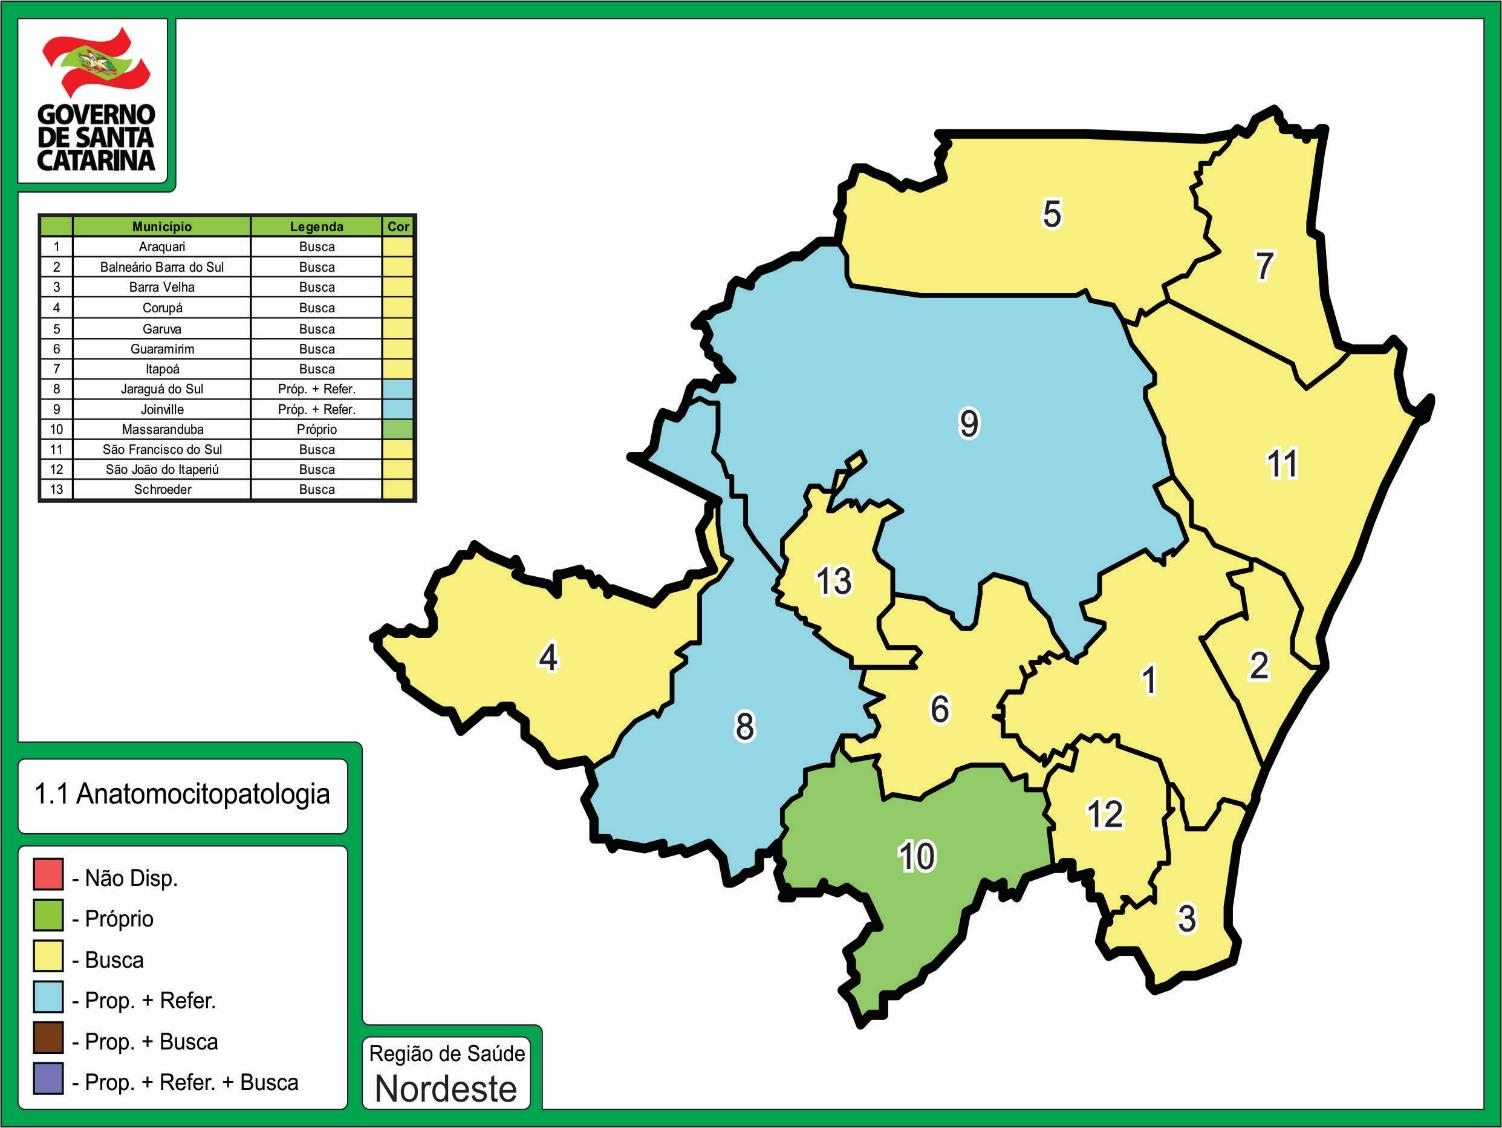 GOVERNO
DE SANTA
CATARINA
Município Legenda Cor
1 Araquari Busca
2 Balneário Barra do Sul Busca
3 Barra Velha Busca
4 Corupá Busca
5 Garuva Busca
6 Guaramirim Busca
7 Itapoá Busca
8 Jaraguá do Sul Próp. + Refer.
9 Joinville Próp. + Refer.
10 Massaranduba Próprio
11 São Francisco do Sul Busca
12 São João do Itaperiú Busca
13 Schroeder Busca
5
7
9
11
13
4
2
1
6
8
12
10
3
1.1 Anatomocitopatologia
- Não Disp.
- Próprio
- Busca
- Prop. + Refer.
- Prop. + Busca
- Prop. + Refer. + Busca
Região de Saúde
Nordeste